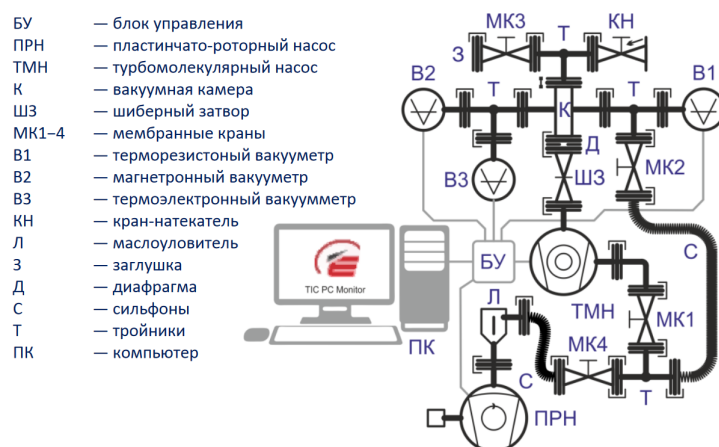 БУ — блок управления
ПРН — пластинчато-роторный насос
ТМН — турбомолекулярный насос
К — вакуумная камера
ШЗ — шиберный затвор
МК1–4 — мембранные краны
В1 — терморезистоный вакууметр
В2 — магнетронный вакууметр
В3 — термоэлектронный вакуумметр
КН — кран-натекатель
Л — маслоуловитель
З — заглушка
Д — диафрагма
С — сильфоны
Т — тройники
ПК — компьютер
МК3
КН
З
Т
В2
Т
К
Т
В1
Д
В3
ШЗ
МК2
TIC PC Monitor
БУ
С
Л
ТМН
МК1
ПК
МК4
С
Т
ПРН